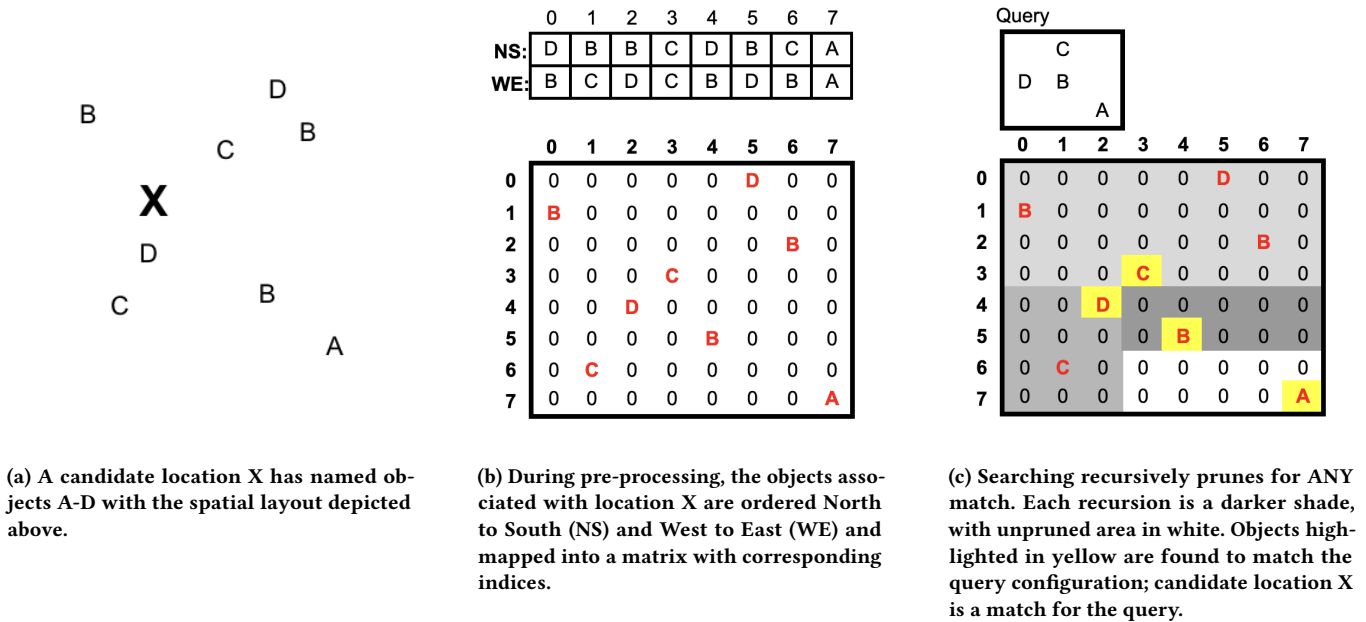 D
B
B
C
X
D
B
C
A
(a) A candidate location X has named ob-
jects A-D with the spatial layout depicted
above.
0 1 2 3 4 5 6 7
NS: D B B C D B C A
WE: B C D C B D B A
0 1 2 3 4 5 6 7
0 0 0 0 0 0 D 0 0
1 B 0 0 0 0 0 0 0
2 0 0 0 0 0 0 B 0
3 0 0 0 C 0 0 0 0
4 0 0 D 0 0 0 0 0
5 0 0 0 0 B 0 0 0
6 0 C 0 0 0 0 0 0
7 0 0 0 0 0 0 0 A
(b) During pre-processing, the objects asso-
ciated with location X are ordered North
to South (NS) and West to East (WE) and
mapped into a matrix with corresponding
indices.
Query
C
D B
A
0 1 2 3 4 5 6 7
0 0 0 0 0 0 D 0 0
1 B 0 0 0 0 0 0 0
2 0 0 0 0 0 0 B 0
3 0 0 0 C 0 0 0 0
4 0 0 D 0 0 0 0 0
5 0 0 0 0 B 0 0 0
6 0 C 0 0 0 0 0 0
7 0 0 0 0 0 0 0 A
(c) Searching recursively prunes for ANY
match. Each recursion is a darker shade,
with unpruned area in white. Objects high-
lighted in yellow are found to match the
query configuration; candidate location X
is a match for the query.